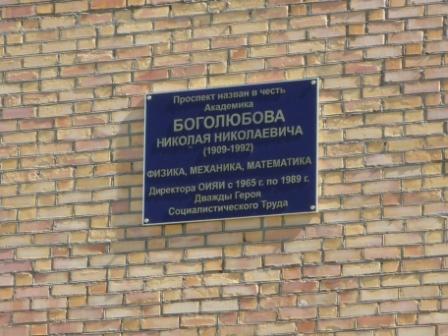 Проспект назван в честь
Академика
БОГОЛЮБОВА
НИКОЛАЯ НИКОЛАЕВИЧА
(1909-1992)
ФИЗИКА, МЕХАНИКА, МАТЕМАТИКА
Директора ОИЯИ с 1965 г. по 1989 г.
Дважды Героя
Социалистического Труда